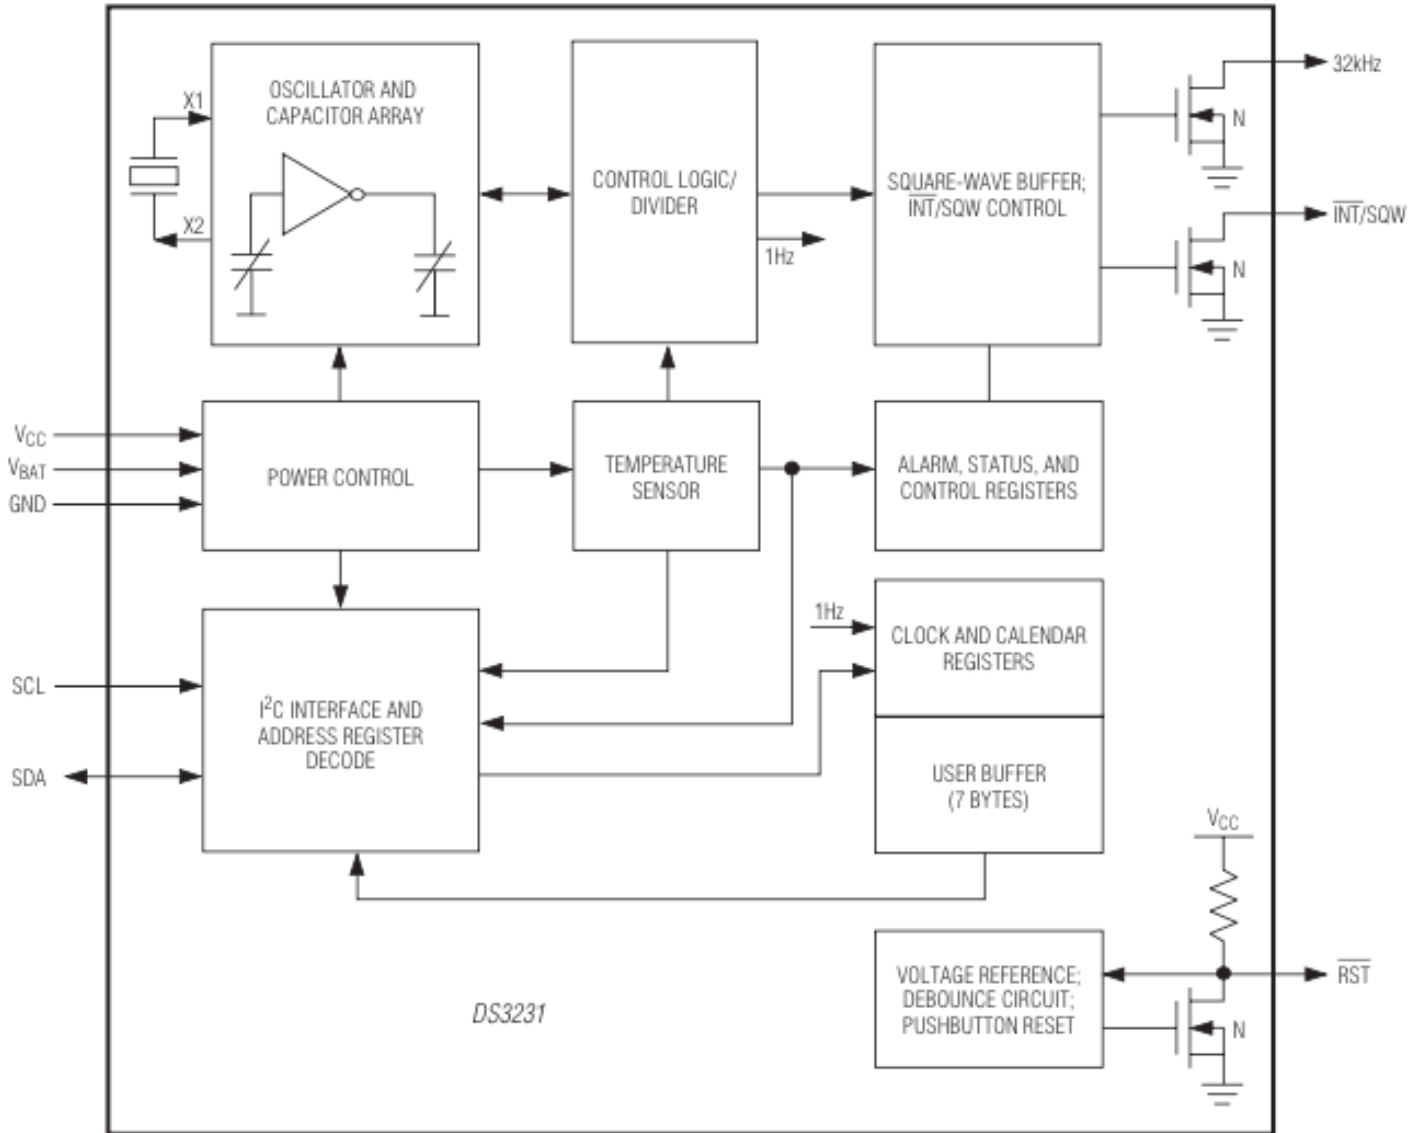 OSCILLATOR AND
CAPACITOR ARRAY
X1
X2
CONTROL LOGIC/
DIVIDER
1Hz
SQUARE-WAVE BUFFER;
INT/SQW CONTROL
32kHz
N
INT/SQW
N
VCC
VBAT
GND
POWER CONTROL
TEMPERATURE
SENSOR
ALARM, STATUS, AND
CONTROL REGISTERS
SCL
SDA
I²C INTERFACE AND
ADDRESS REGISTER
DECODE
1Hz
CLOCK AND CALENDAR
REGISTERS
USER BUFFER
(7 BYTES)
VCC
VOLTAGE REFERENCE;
DEBOUNCE CIRCUIT;
PUSHBUTTON RESET
RST
N
DS3231